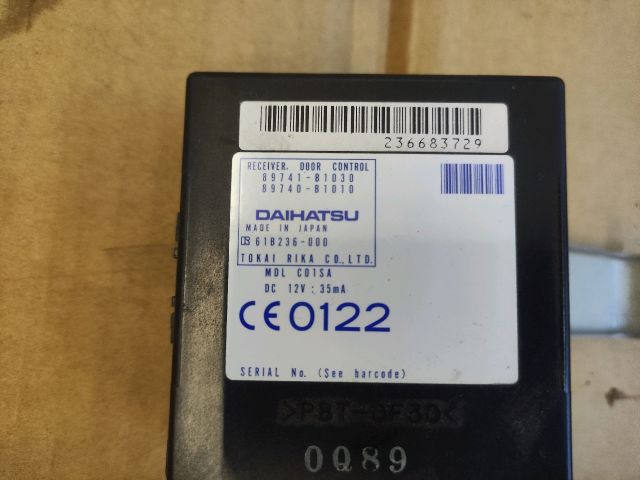 236683729
RECEIVER, DOOR CONTROL
89741-B1030
89740-B1010
DAIHATSU
MADE IN JAPAN
61B236-000
TOKAI RIKA CO., LTD.
MDL C01SA
DC 12V : 35mA
CE0122
SERIAL No. (See barcode)
>PBT-GF30<
0Q89